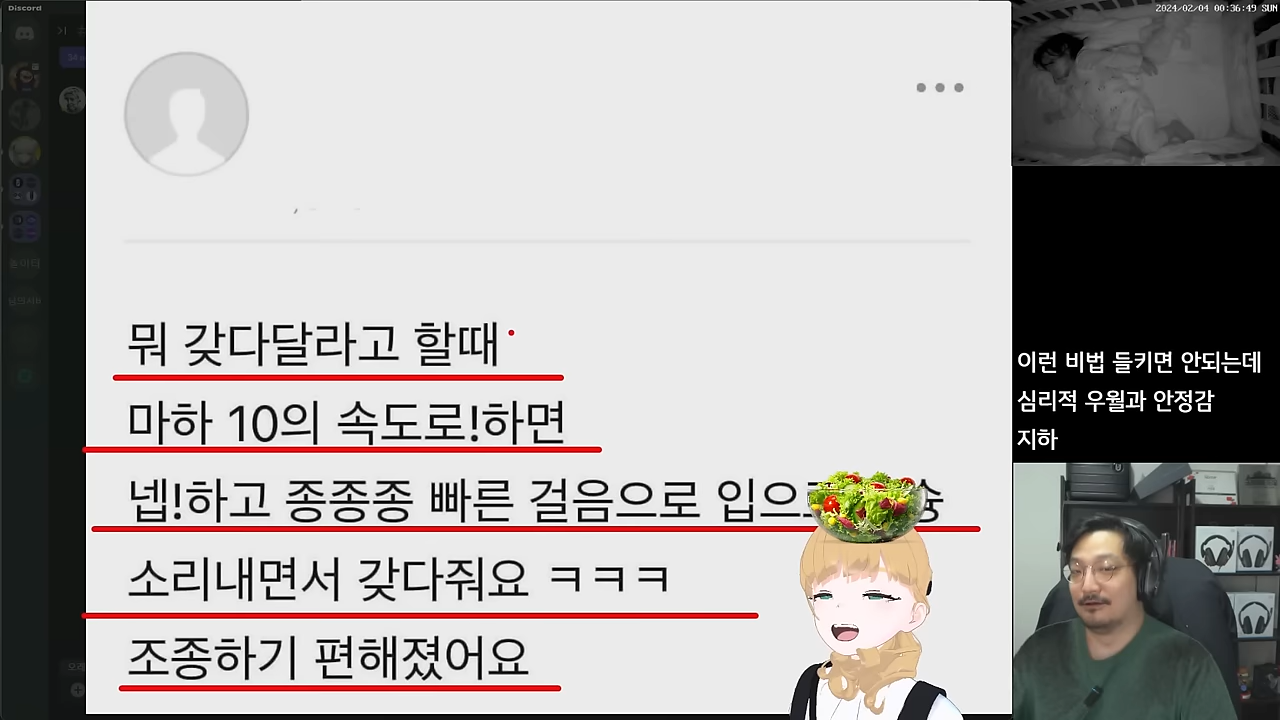 Discord
2024/02/04 00:36:49 SUN
뭐 갖다달라고 할때
마하 10의 속도로!하면
넵!하고 종종종 빠른 걸음으로 입으로 슝
소리내면서 갖다줘요 ㅋㅋㅋ
조종하기 편해졌어요
이런 비법 들키면 안되는데
심리적 우월과 안정감
지하